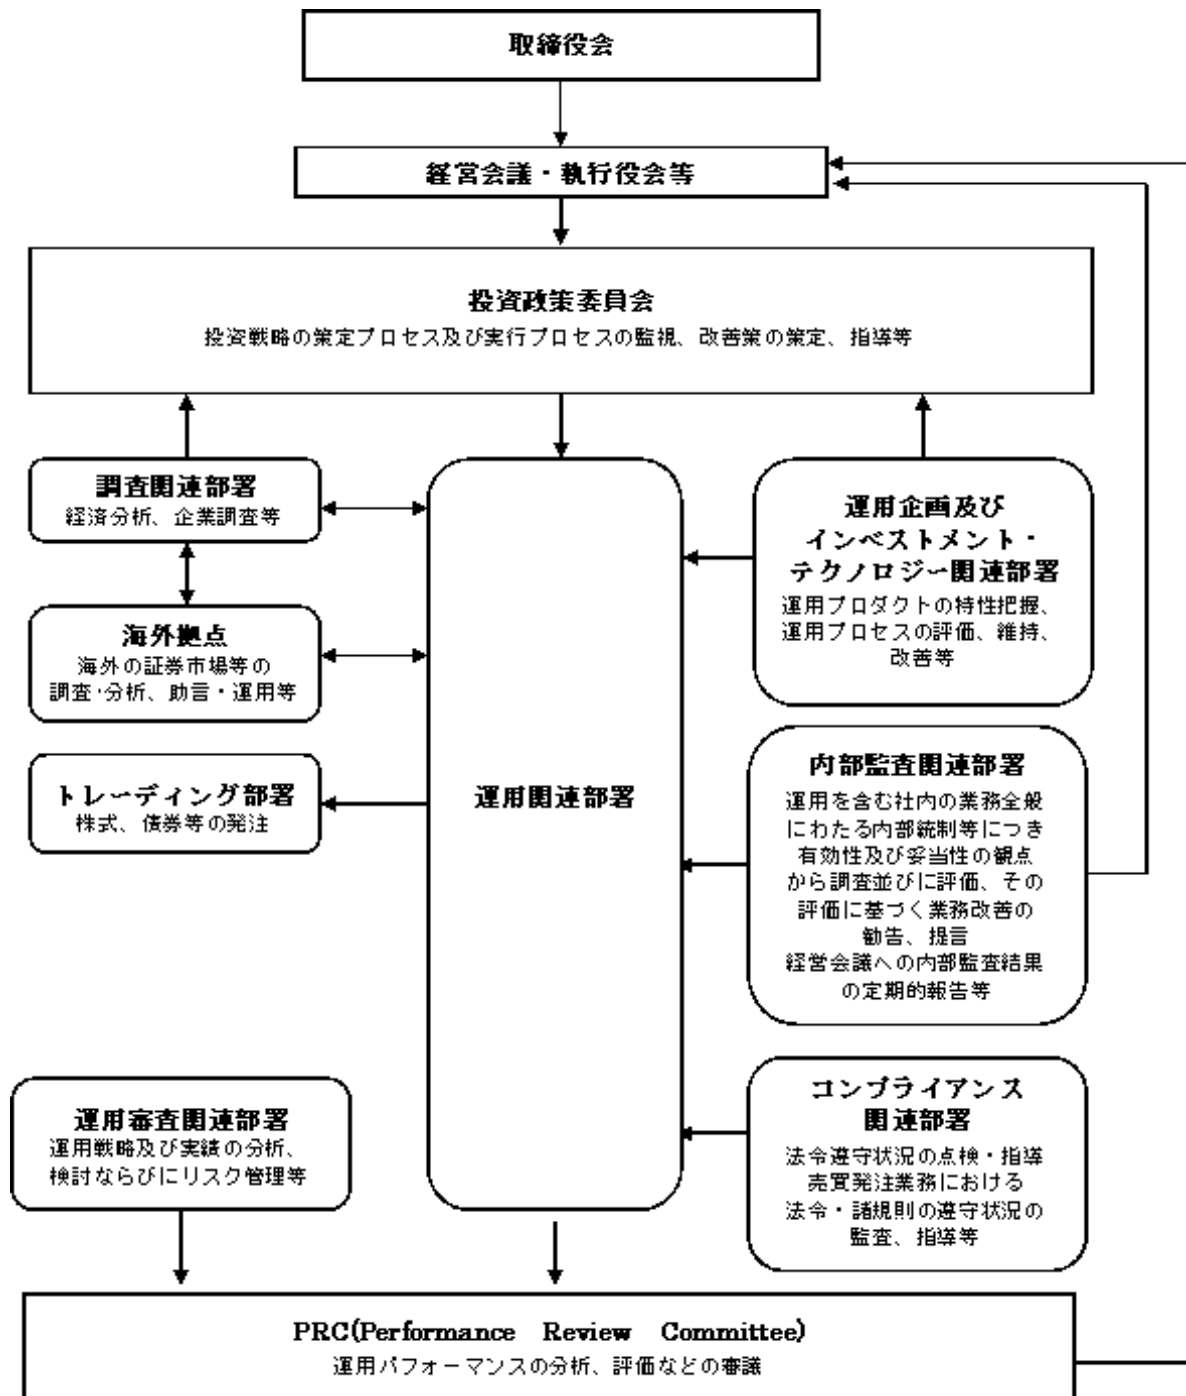 取締役会
経営会議・執行役会等
投資政策委員会
投資戦略の策定プロセス及び実行プロセスの監視、改善策の策定、指導等
調査関連部署
経済分析、企業調査等
海外拠点
海外の証券市場等の
調査・分析、助言・運用等
トレーディング部署
株式、債券等の発注
運用関連部署
運用企画及び
インベストメント・
テクノロジー関連部署
運用プロダクトの特性把握、
運用プロセスの評価、維持、
改善等
内部監査関連部署
運用を含む社内の業務全般
にわたる内部統制等につき
有効性及び妥当性の観点
から調査並びに評価、その
評価に基づく業務改善の
勧告、提言
経営会議への内部監査結果
の定期的報告等
運用審査関連部署
運用戦略及び実績の分析、
検討ならびにリスク管理等
コンプライアンス
関連部署
法令遵守状況の点検・指導
売買発注業務における
法令・諸規則の遵守状況の
監査、指導等
PRC(Performance Review Committee)
運用パフォーマンスの分析、評価などの審議